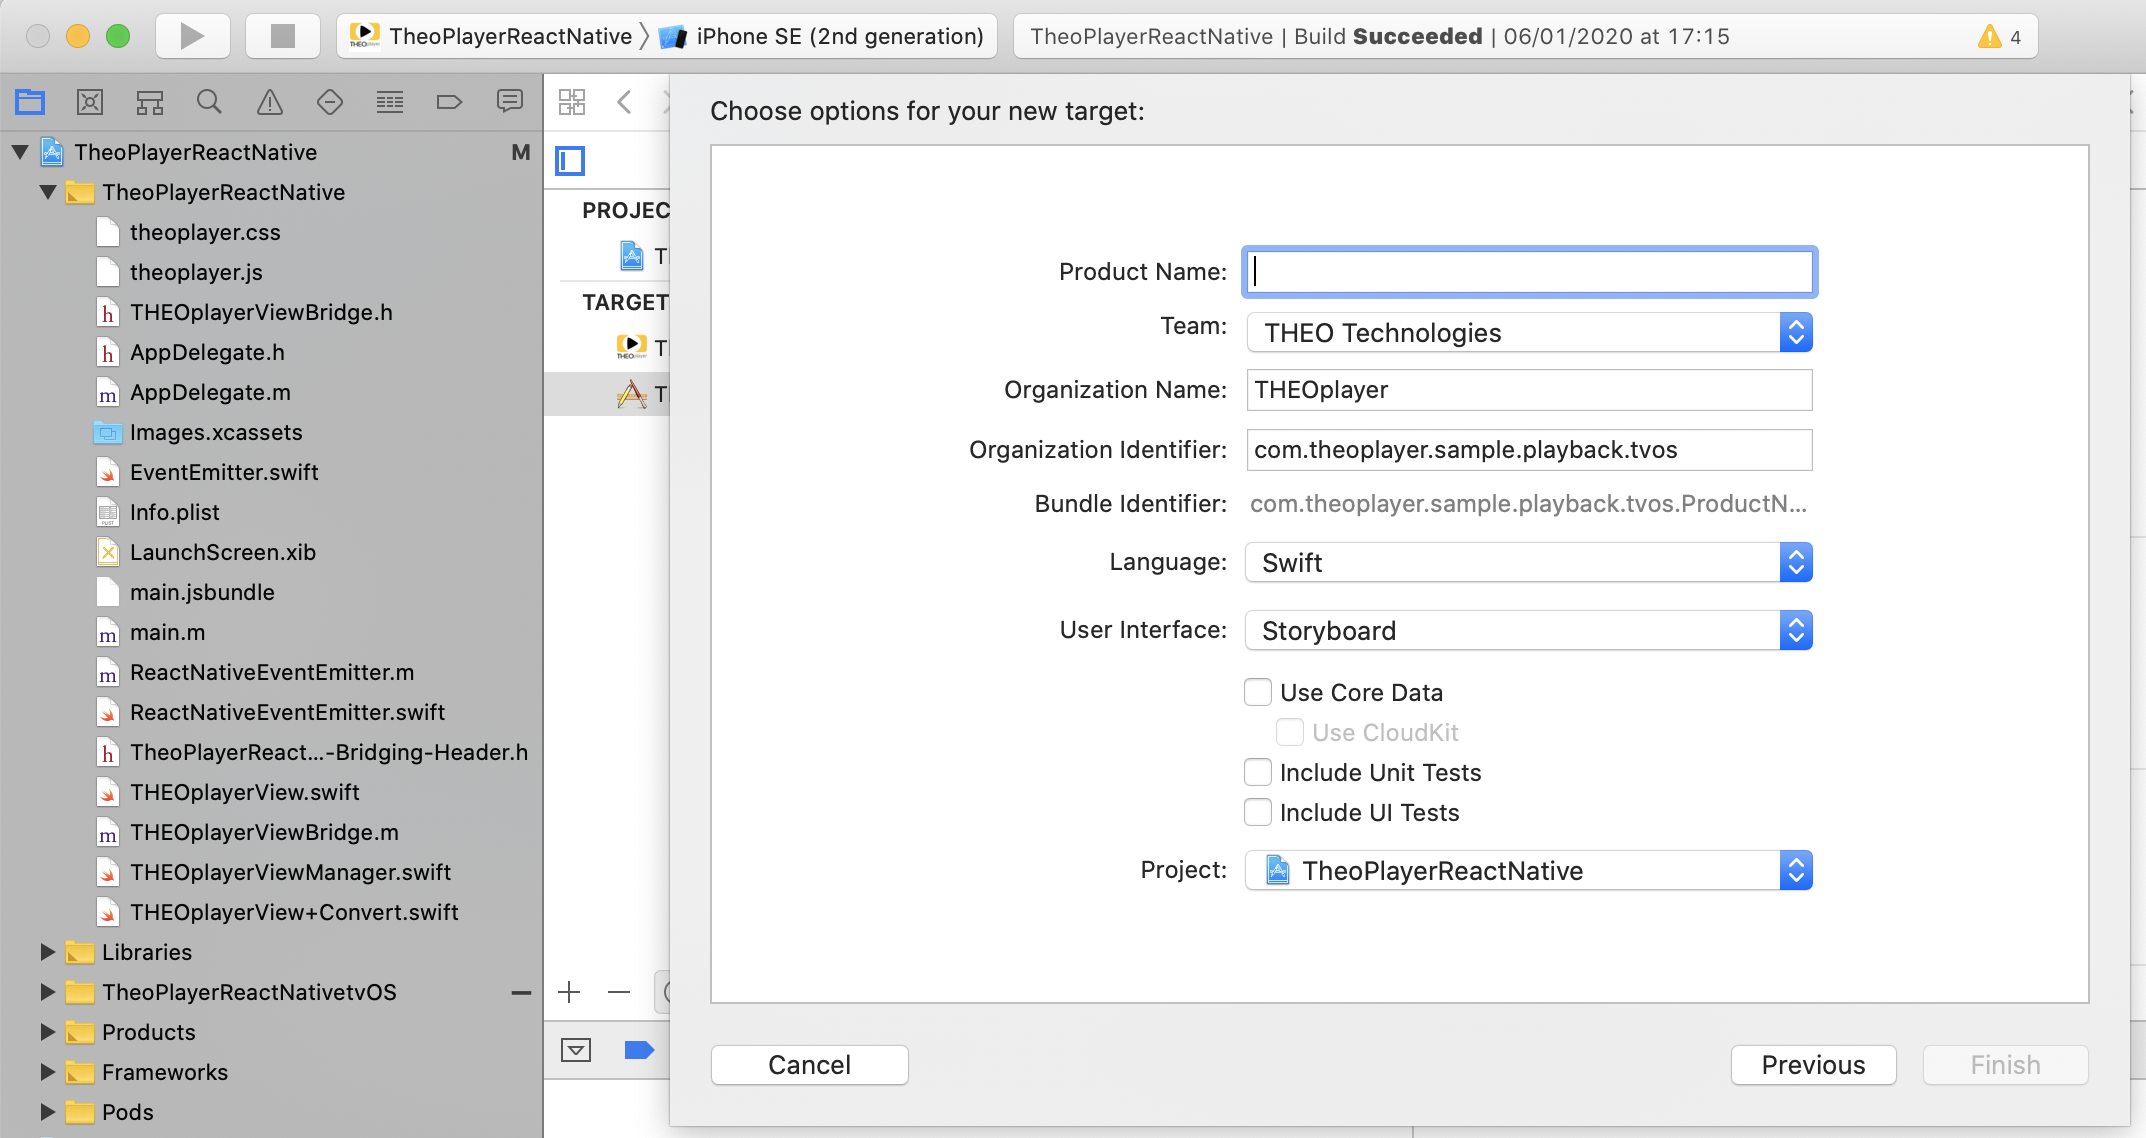 TheoPlayerReactNative
iPhone SE (2nd generation)
TheoPlayerReactNative | Build Succeeded | 06/01/2020 at 17:15
4
TheoPlayerReactNative
M
TheoPlayerReactNative
theoplayer.css
theoplayer.js
THEOplayerViewBridge.h
AppDelegate.h
AppDelegate.m
Images.xcassets
EventEmitter.swift
Info.plist
LaunchScreen.xib
main.jsbundle
main.m
ReactNativeEventEmitter.m
ReactNativeEventEmitter.swift
TheoPlayerReact...-Bridging-Header.h
THEOplayerView.swift
THEOplayerViewBridge.m
THEOplayerViewManager.swift
THEOplayerView+Convert.swift
Libraries
TheoPlayerReactNativetvOS
Products
Frameworks
Pods
PROJEC
TARGET
Choose options for your new target:
Product Name:
Team:
THEO Technologies
Organization Name:
THEOplayer
Organization Identifier:
com.theoplayer.sample.playback.tvos
Bundle Identifier:
com.theoplayer.sample.playback.tvos.ProductN...
Language:
Swift
User Interface:
Storyboard
Use Core Data
Use CloudKit
Include Unit Tests
Include UI Tests
Project:
TheoPlayerReactNative
Cancel
Previous
Finish